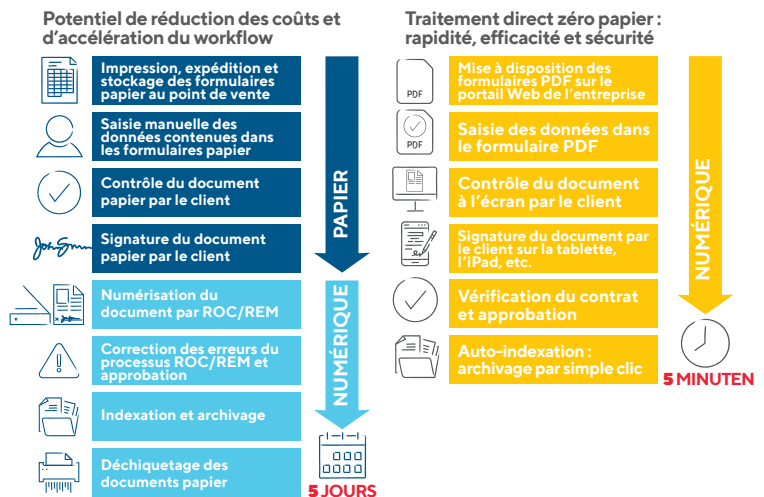 Potentiel de réduction des coûts et
d'accélération du workflow
Impression, expédition et
stockage des formulaires
papier au point de vente
Saisie manuelle des
données contenues dans
les formulaires papier
Contrôle du document
papier par le client
Signature du document
papier par le client
Numérisation du
document par ROC/REM
Correction des erreurs du
processus ROC/REM et
approbation
Indexation et archivage
Déchiquetage des
documents papier
PAPIER
NUMÉRIQUE
5 JOURS
Traitement direct zéro papier :
rapidité, efficacité et sécurité
PDF
Mise à disposition des
formulaires PDF sur le
portail Web de l'entreprise
PDF
Saisie des données dans
le formulaire PDF
Contrôle du document
à l'écran par le client
Signature du document par
le client sur la tablette,
l'iPad, etc.
Vérification du contrat
et approbation
Auto-indexation :
archivage par simple clic
NUMÉRIQUE
5 MINUTEN